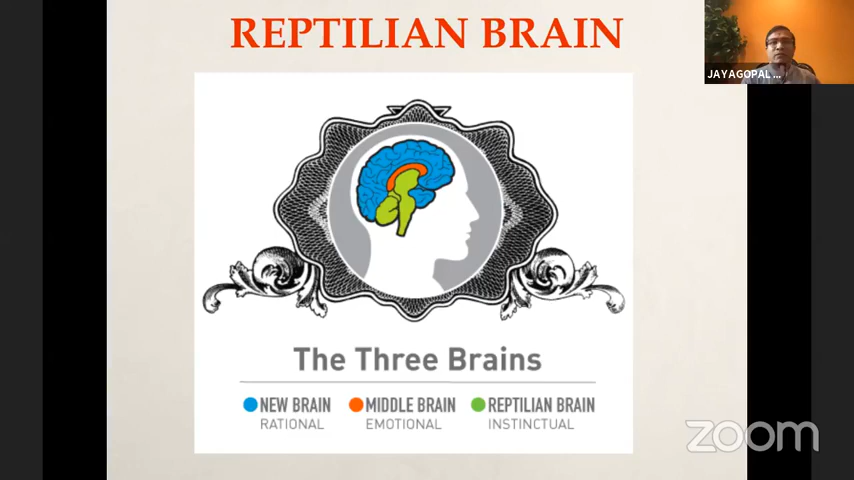 REPTILIAN BRAIN
JAYAGOPAL ...
The Three Brains
NEW BRAIN
RATIONAL
MIDDLE BRAIN
EMOTIONAL
REPTILIAN BRAIN
INSTINCTUAL
zoom